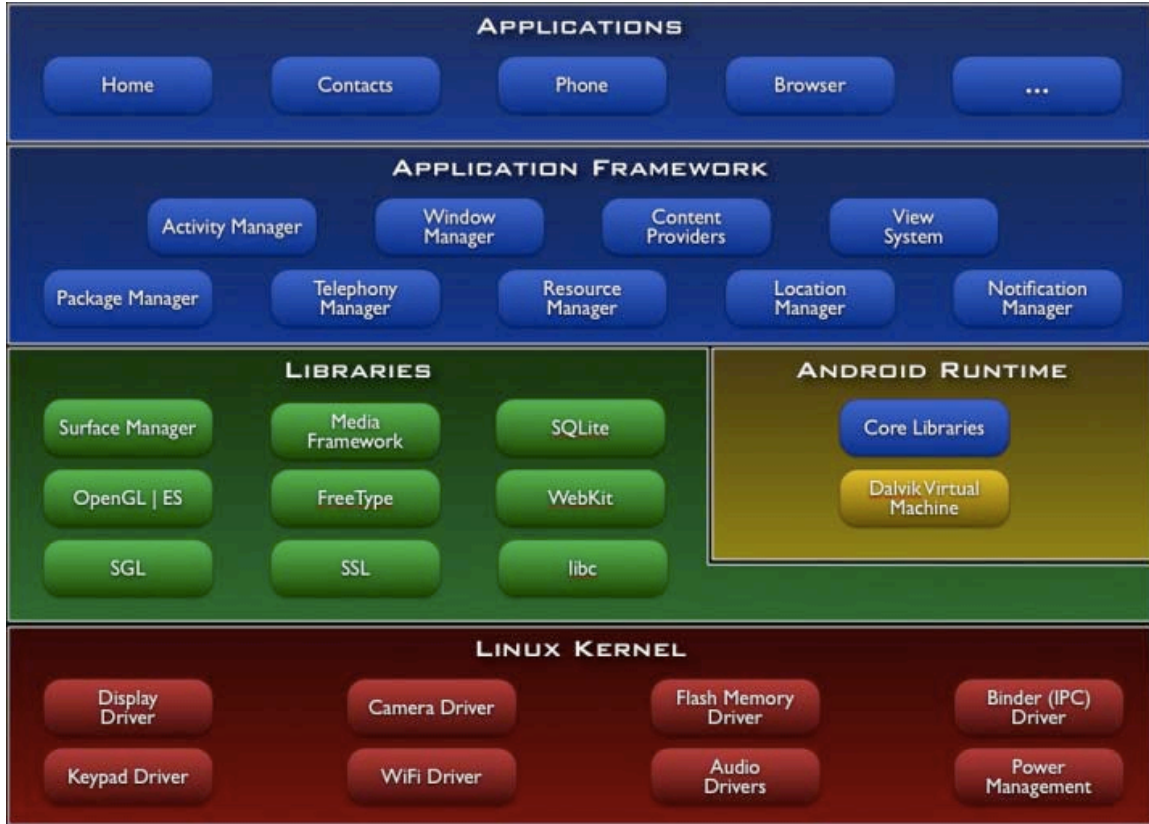 APPLICATIONS
Home
Contacts
Phone
Browser
...
APPLICATION FRAMEWORK
Activity Manager
Window
Manager
Content
Providers
View
System
Package Manager
Telephony
Manager
Resource
Manager
Location
Manager
Notification
Manager
LIBRARIES
Surface Manager
Media
Framework
SQLite
OpenGL | ES
FreeType
WebKit
SGL
SSL
libc
ANDROID RUNTIME
Core Libraries
Dalvik Virtual
Machine
LINUX KERNEL
Display
Driver
Camera Driver
Flash Memory
Driver
Binder (IPC)
Driver
Keypad Driver
WiFi Driver
Audio
Drivers
Power
Management